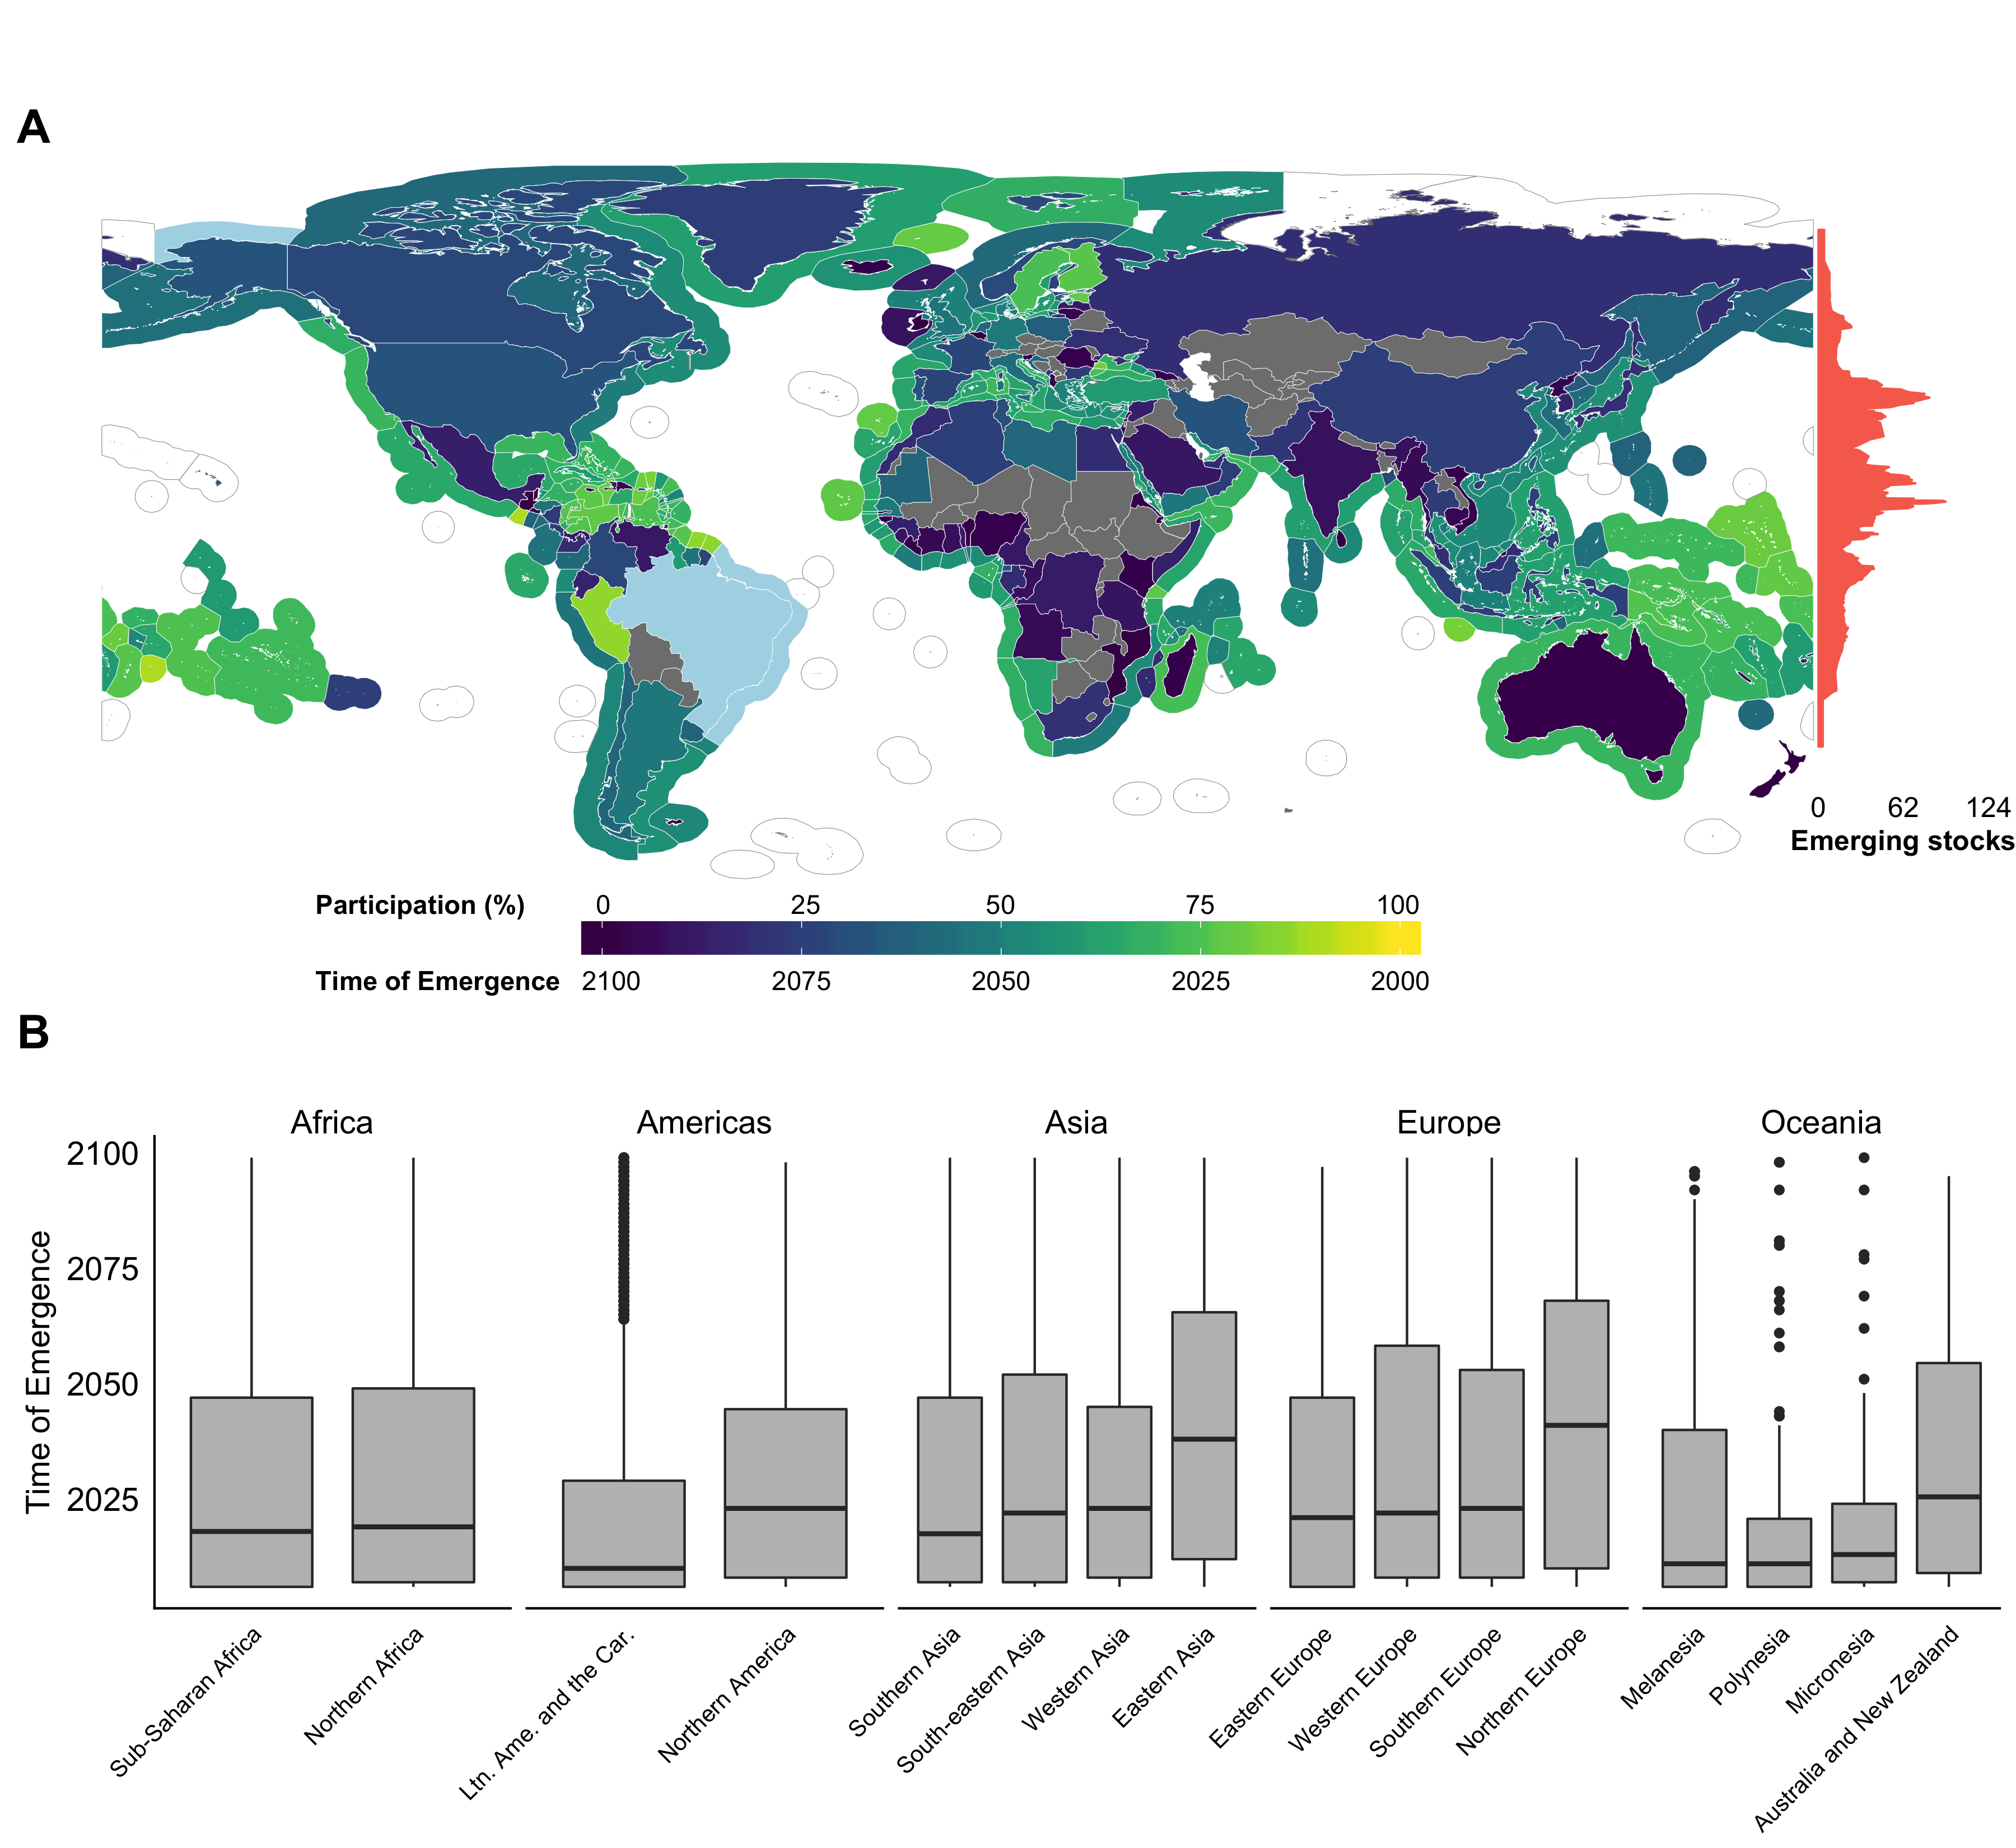 A
0 62 124
Emerging stocks
Participation (%) 0 25 50 75 100
Time of Emergence 2100 2075 2050 2025 2000
B
Africa Americas Asia Europe Oceania
Time of Emergence
2100
2075
2050
2025
Sub-Saharan Africa
Northern Africa
Ltn. Ame. and the Car.
Northern America
Southern Asia
South-eastern Asia
Western Asia
Eastern Asia
Eastern Europe
Western Europe
Southern Europe
Northern Europe
Melanesia
Polynesia
Micronesia
Australia and New Zealand